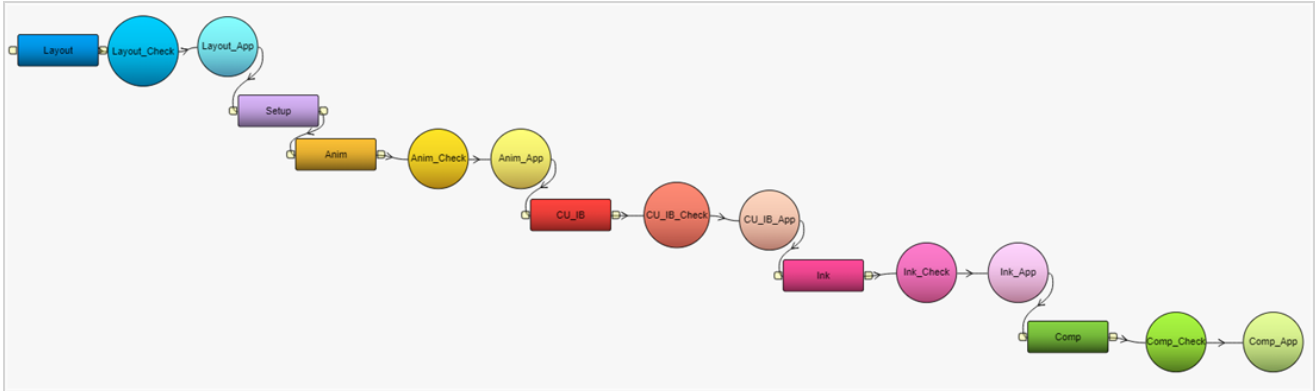 Layout
Layout_Check
Layout_App
Setup
Anim
Anim_Check
Anim_App
CU_IB
CU_IB_Check
CU_IB_App
Ink
Ink_Check
Ink_App
Comp
Comp_Check
Comp_App